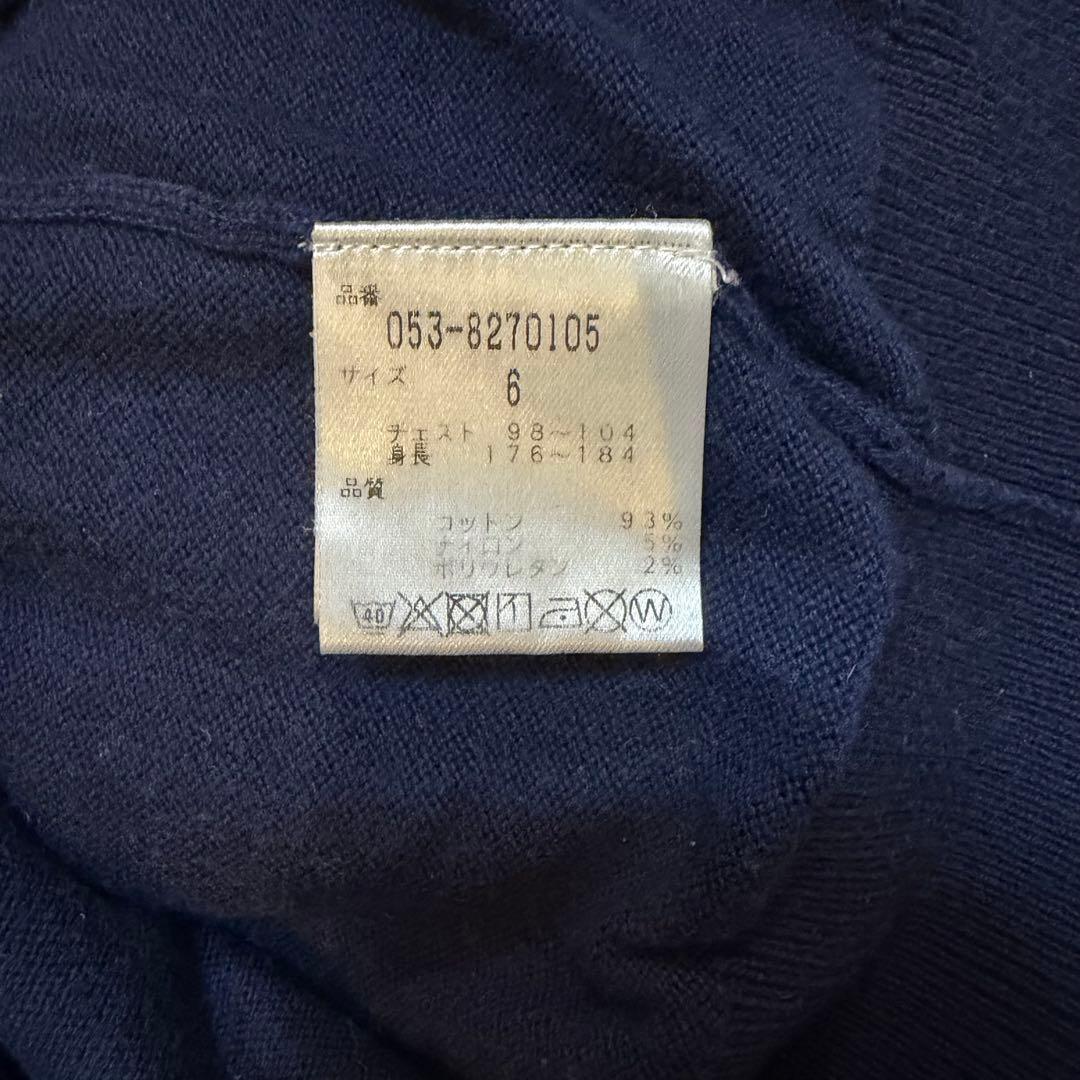 品番
053-8270105
サイズ 6
チェスト 98～104
身長 176～184
品質
コットン 93%
ナイロン 5%
ポリウレタン 2%
40 W